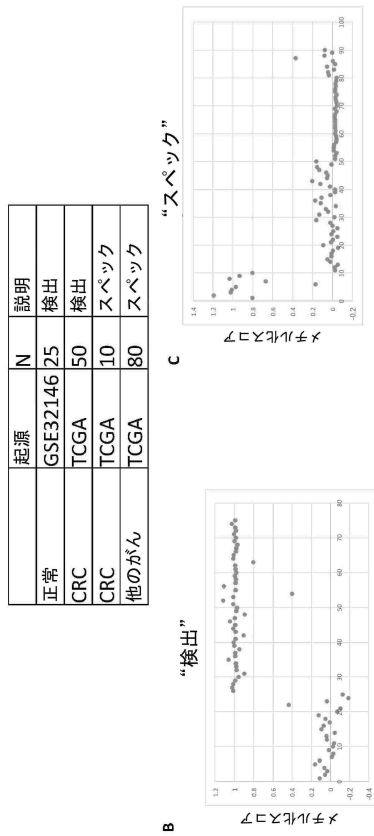 起源 N 説明
正常 GSE32146 25 検出
CRC TCGA 50 検出
CRC TCGA 10 スペック
他のがん TCGA 80 スペック
B
“検出”
メチル化スコア
1.2
1
0.8
0.6
0.4
0.2
0
-0.2
-0.4
0 10 20 30 40 50 60 70 80
C
“スペック”
メチル化スコア
1.4
1.2
1
0.8
0.6
0.4
0.2
0
-0.2
0 10 20 30 40 50 60 70 80 90 100